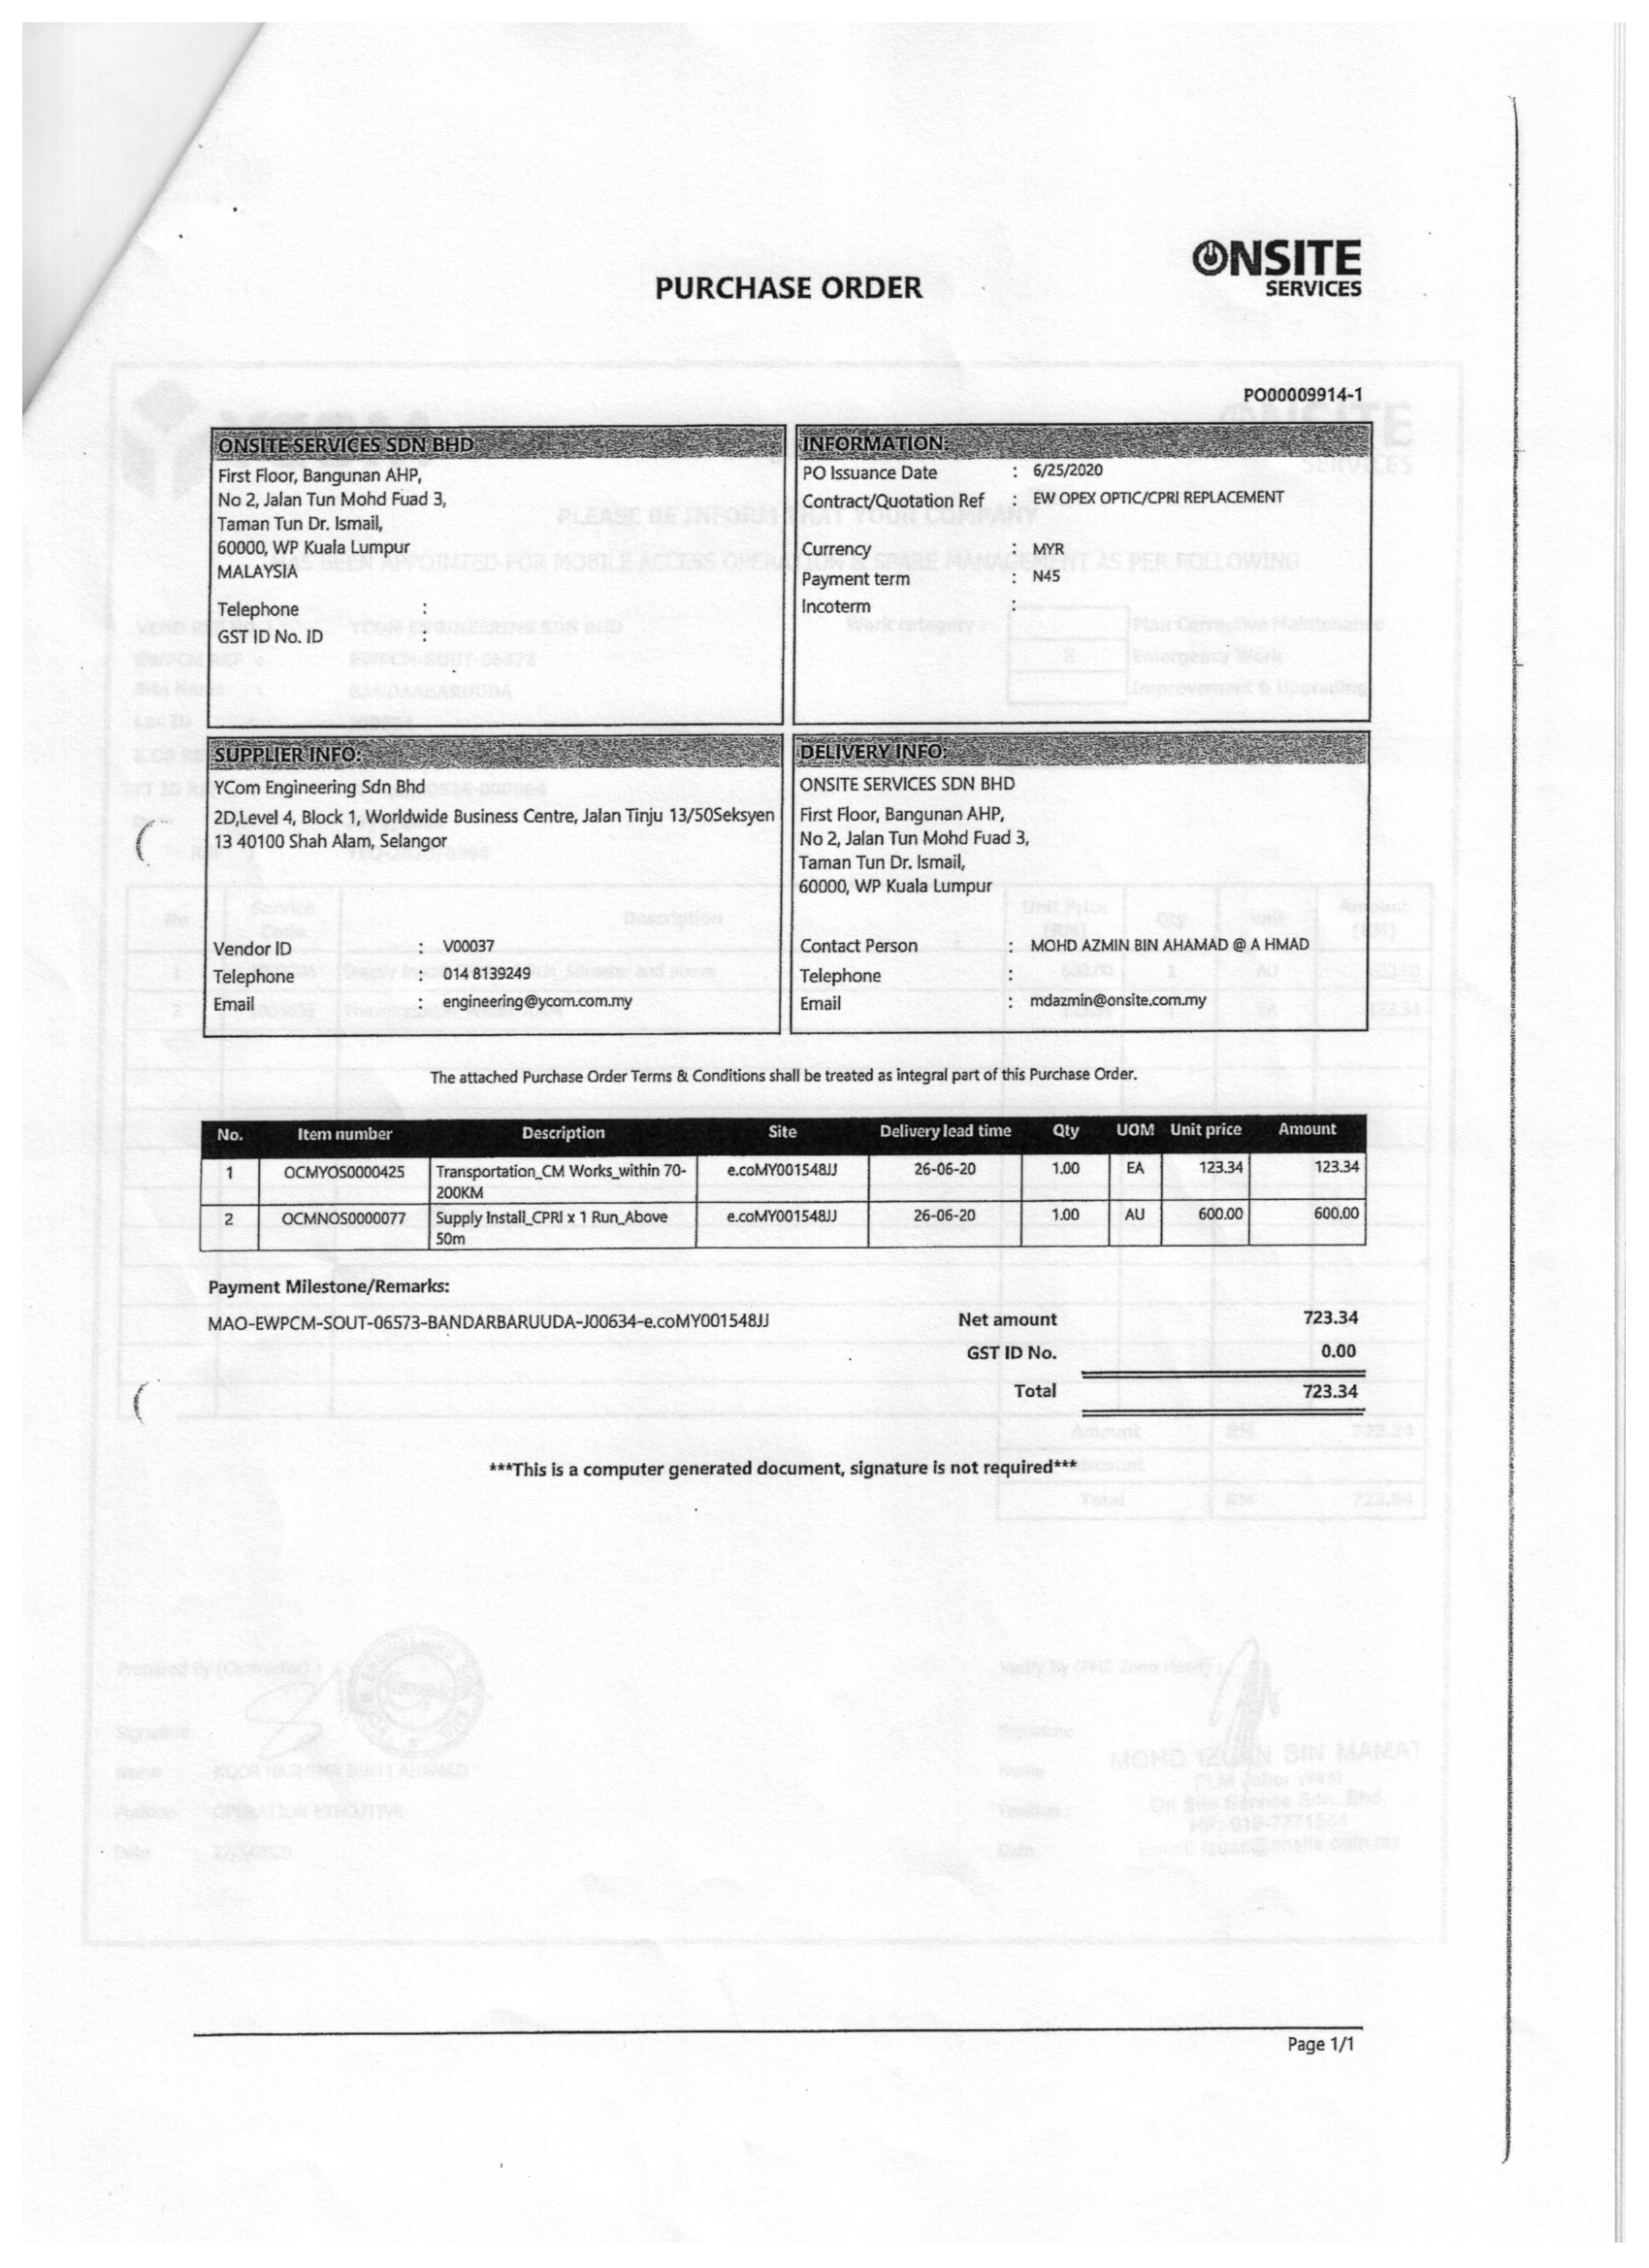 ONSITE
SERVICES
PURCHASE ORDER
PO00009914-1
ONSITE SERVICES SDN BHD
First Floor, Bangunan AHP,
No 2, Jalan Tun Mohd Fuad 3,
Taman Tun Dr. Ismail,
60000, WP Kuala Lumpur
MALAYSIA
Telephone :
GST ID No. ID :
INFORMATION:
PO Issuance Date : 6/25/2020
Contract/Quotation Ref : EW OPEX OPTIC/CPRI REPLACEMENT
Currency : MYR
Payment term : N45
Incoterm :
SUPPLIER INFO:
YCom Engineering Sdn Bhd
2D,Level 4, Block 1, Worldwide Business Centre, Jalan Tinju 13/50Seksyen
13 40100 Shah Alam, Selangor
Vendor ID : V00037
Telephone : 014 8139249
Email : engineering@ycom.com.my
DELIVERY INFO:
ONSITE SERVICES SDN BHD
First Floor, Bangunan AHP,
No 2, Jalan Tun Mohd Fuad 3,
Taman Tun Dr. Ismail,
60000, WP Kuala Lumpur
Contact Person : MOHD AZMIN BIN AHAMAD @ A HMAD
Telephone :
Email : mdazmin@onsite.com.my
The attached Purchase Order Terms & Conditions shall be treated as integral part of this Purchase Order.
No. Item number Description Site Delivery lead time Qty UOM Unit price Amount
1 OCMYOS0000425 Transportation_CM Works_within 70- e.coMY001548JJ 26-06-20 1.00 EA 123.34 123.34
200KM
2 OCMNOS0000077 Supply Install_CPRI x 1 Run_Above e.coMY001548JJ 26-06-20 1.00 AU 600.00 600.00
50m
Payment Milestone/Remarks:
MAO-EWPCM-SOUT-06573-BANDARBARUUDA-J00634-e.coMY001548JJ
Net amount 723.34
GST ID No. 0.00
Total 723.34
***This is a computer generated document, signature is not required***
Page 1/1